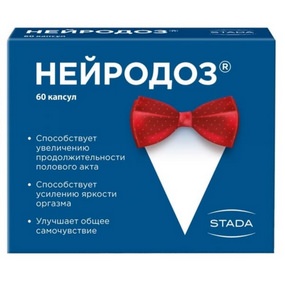 НЕЙРОДОЗ®
60 капсул
• Способствует
увеличению
продолжительности
полового акта
• Способствует
усилению яркости
оргазма
• Улучшает общее
самочувствие
STADA